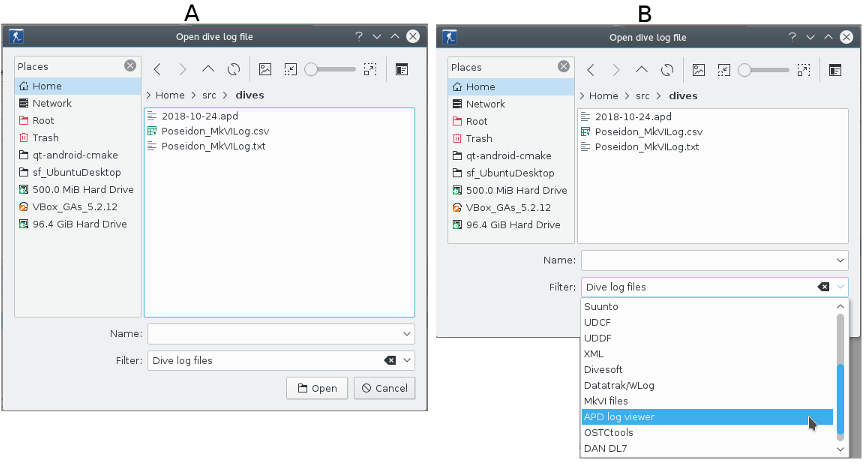 A
Open dive log file
Places
Home
Network
Root
Trash
qt-android-cmake
sf_UbuntuDesktop
500.0 MiB Hard Drive
VBox_GAs_5.2.12
96.4 GiB Hard Drive
> Home > src > dives
2018-10-24.apd
Poseidon_MkVILog.csv
Poseidon_MkVILog.txt
Name:
Filter: Dive log files
Open Cancel
B
Open dive log file
Places
Home
Network
Root
Trash
qt-android-cmake
sf_UbuntuDesktop
500.0 MiB Hard Drive
VBox_GAs_5.2.12
96.4 GiB Hard Drive
> Home > src > dives
2018-10-24.apd
Poseidon_MkVILog.csv
Poseidon_MkVILog.txt
Name:
Filter: Dive log files
Suunto
UDCF
UDDF
XML
Divesoft
Datatrak/WLog
MkVI files
APD log viewer
OSTCtools
DAN DL7